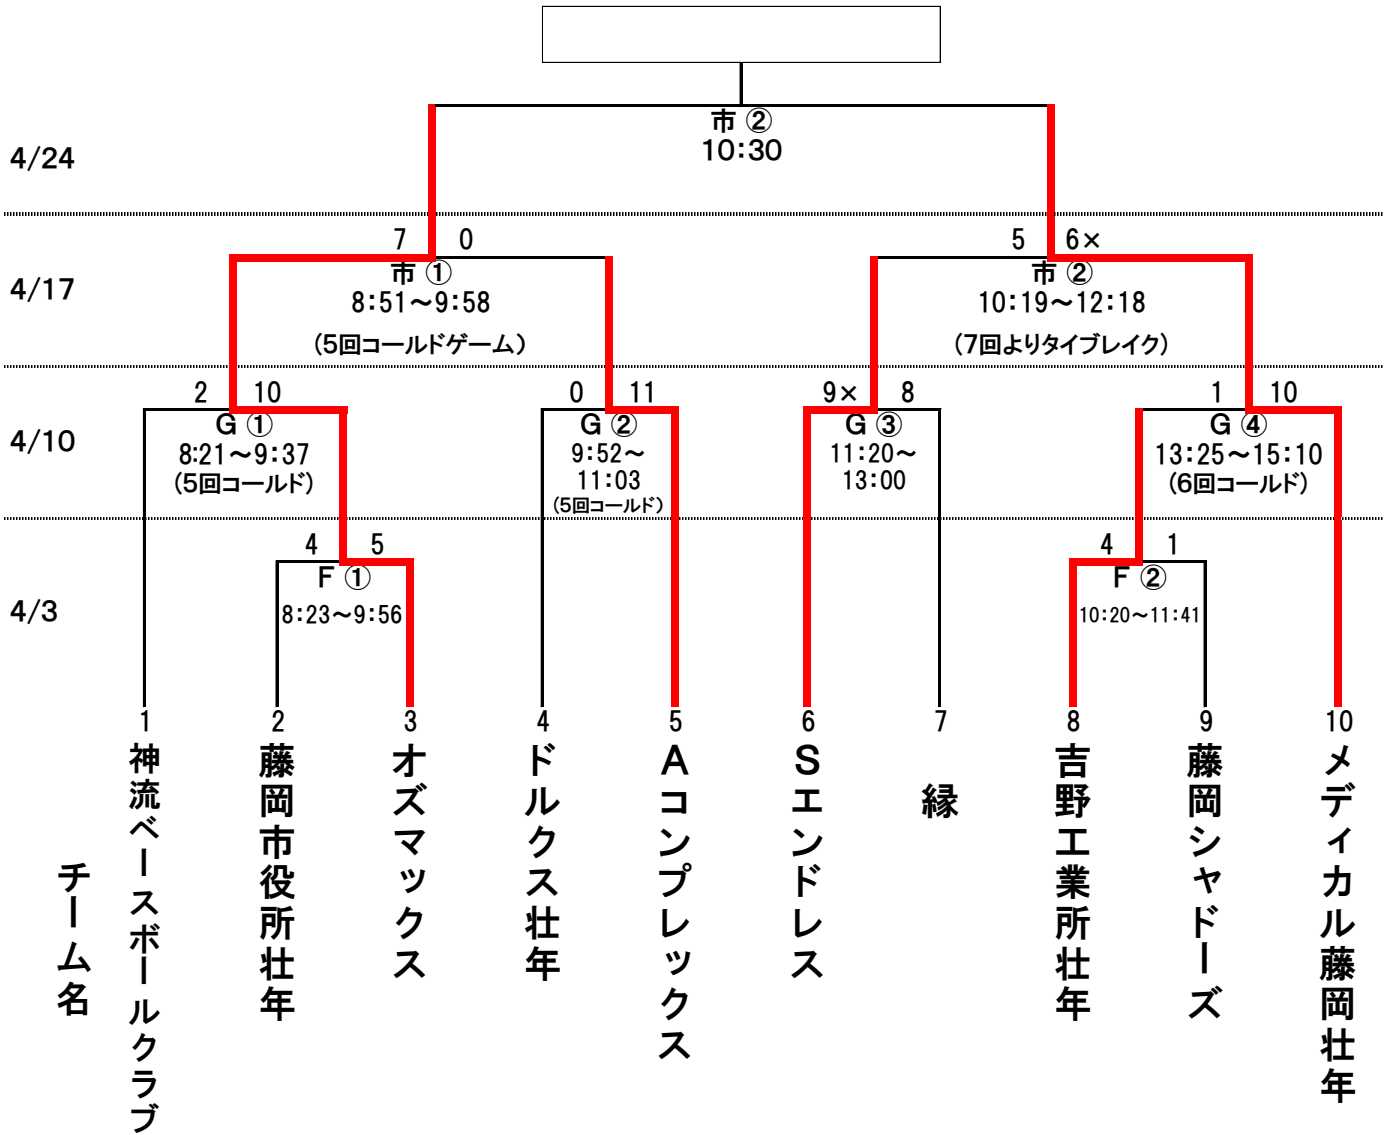 市 ②
10:30
4/24
7 0
5 6×
4/17
市 ①
8:51～9:58
(5回コールドゲーム)
市 ②
10:19～12:18
(7回よりタイブレイク)
2 10
0 11
9× 8
1 10
4/10
G ①
8:21～9:37
(5回コールド)
G ②
9:52～
11:03
(5回コールド)
G ③
11:20～
13:00
G ④
13:25～15:10
(6回コールド)
4 5
4 1
4/3
F ①
8:23～9:56
F ②
10:20～11:41
1 2 3 4 5 6 7 8 9 10
チーム名
神流ベースボールクラブ
藤岡市役所壮年
オズマックス
ドルクス壮年
Aコンプレックス
Sエンドレス
縁
吉野工業所壮年
藤岡シャドーズ
メディカル藤岡壮年